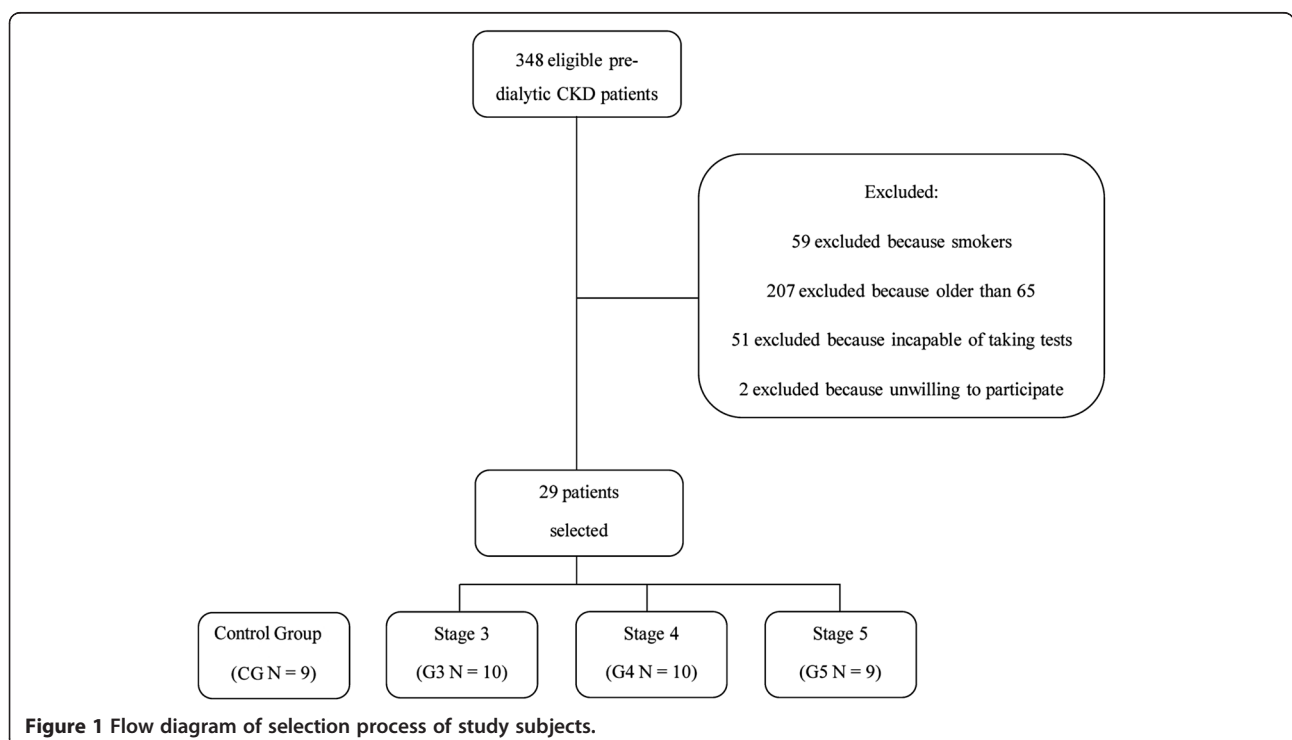 348 eligible pre-
dialytic CKD patients
Excluded:
59 excluded because smokers
207 excluded because older than 65
51 excluded because incapable of taking tests
2 excluded because unwilling to participate
29 patients
selected
Control Group
(CG N = 9)
Stage 3
(G3 N = 10)
Stage 4
(G4 N = 10)
Stage 5
(G5 N = 9)
Figure 1 Flow diagram of selection process of study subjects.